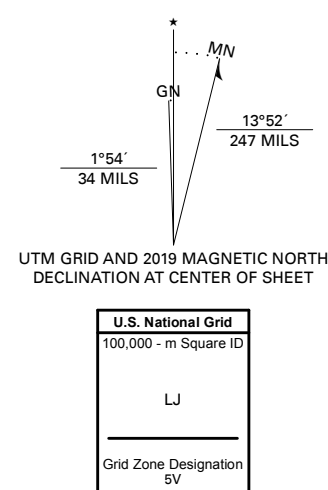 ★
MN
GN
13°52´
247 MILS
1°54´
34 MILS
UTM GRID AND 2019 MAGNETIC NORTH
DECLINATION AT CENTER OF SHEET
U.S. National Grid
100,000 - m Square ID
LJ
Grid Zone Designation
5V